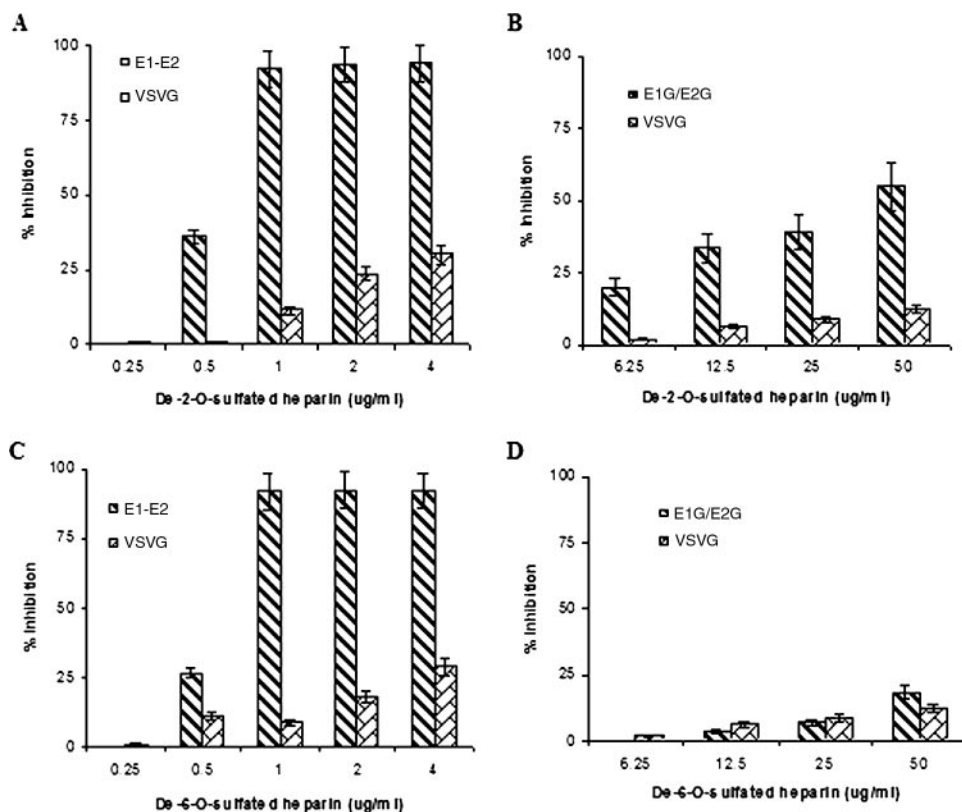 A
100
75
50
25
0
% Inhibition
E1-E2
VSVG
0.25 0.5 1 2 4
De-2-O-sulfated heparin (ug/ml)
B
100
75
50
25
0
% Inhibition
E1G/E2G
VSVG
6.25 12.5 25 50
De-2-O-sulfated heparin (ug/ml)
C
100
75
50
25
0
% Inhibition
E1-E2
VSVG
0.25 0.5 1 2 4
De-6-O-sulfated heparin (ug/ml)
D
100
75
50
25
0
% Inhibition
E1G/E2G
VSVG
6.25 12.5 25 50
De-6-O-sulfated heparin (ug/ml)